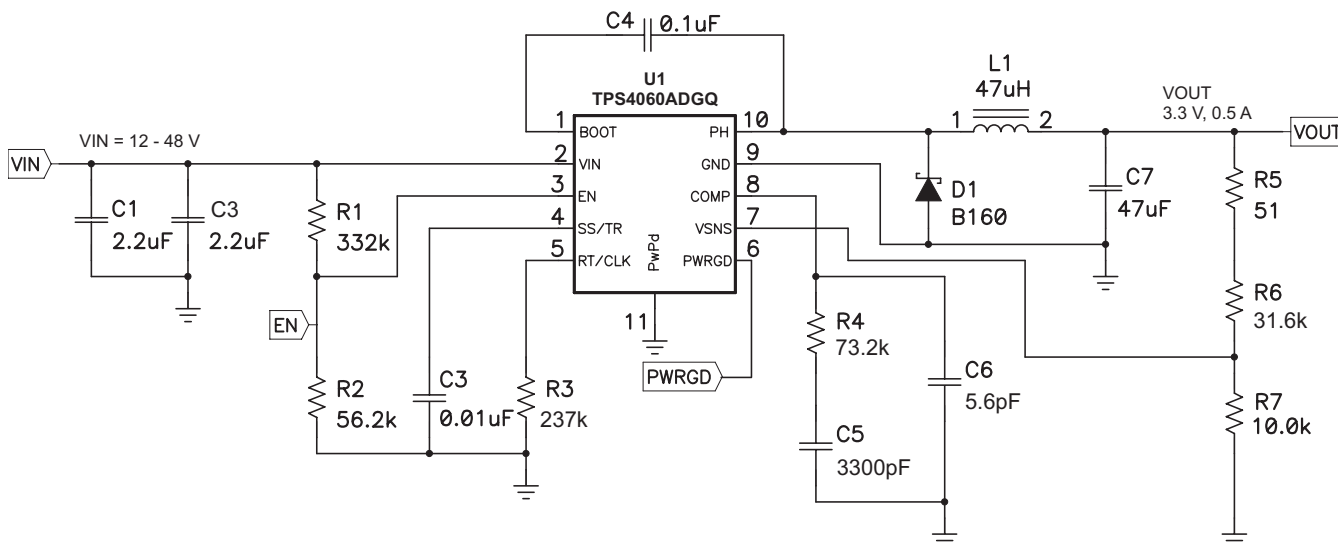 C4
0.1uF
U1
TPS4060ADGQ
L1
47uH
VOUT
3.3 V, 0.5 A
1
BOOT
PH
10
1
2
VOUT
VIN = 12 - 48 V
VIN
2
VIN
GND
9
3
EN
COMP
8
4
SS/TR
VSNS
7
5
RT/CLK
PWRGD
6
PwPd
11
C1
2.2uF
C3
2.2uF
R1
332k
D1
B160
C7
47uF
R5
51
R6
31.6k
EN
R2
56.2k
C3
0.01uF
R3
237k
PWRGD
R4
73.2k
C6
5.6pF
C5
3300pF
R7
10.0k